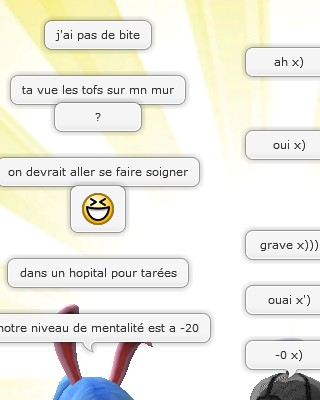 j'ai pas de bite
ah x)
ta vue les tofs sur mn mur
?
oui x)
on devrait aller se faire soigner
grave x)))
dans un hopital pour tarées
ouai x')
notre niveau de mentalité est a -20
-0 x)